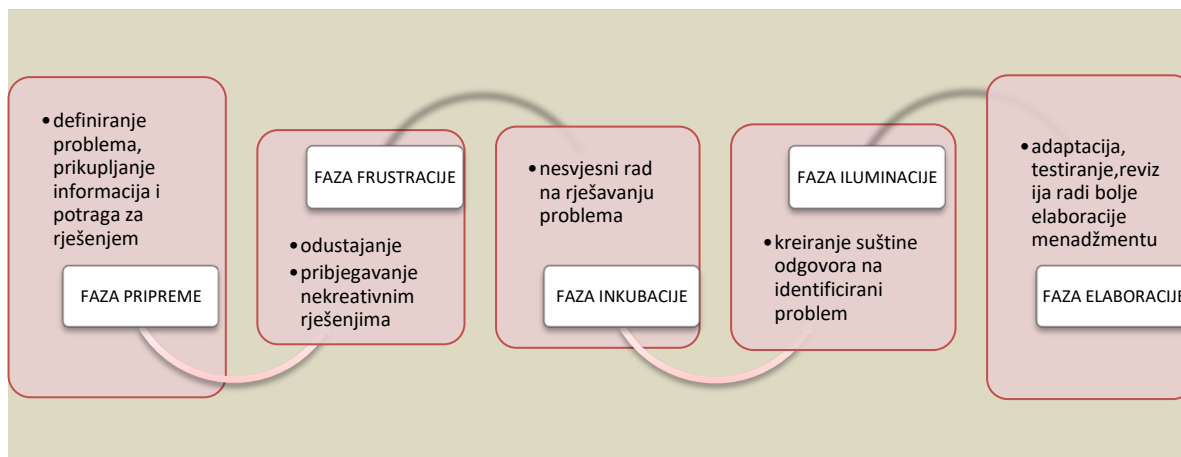 •definiranje
problema,
prikupljanje
informacija i
potraga za
rješenjem
FAZA PRIPREME
FAZA FRUSTRACIJE
•odustajanje
•pribjegavanje
nekreativnim
rješenjima
•nesvjesni rad
na rješavanju
problema
FAZA INKUBACIJE
FAZA ILUMINACIJE
•kreiranje suštine
odgovora na
identificirani
problem
•adaptacija,
testiranje,reviz
ija radi bolje
elaboracije
menadžmentu
FAZA ELABORACIJE